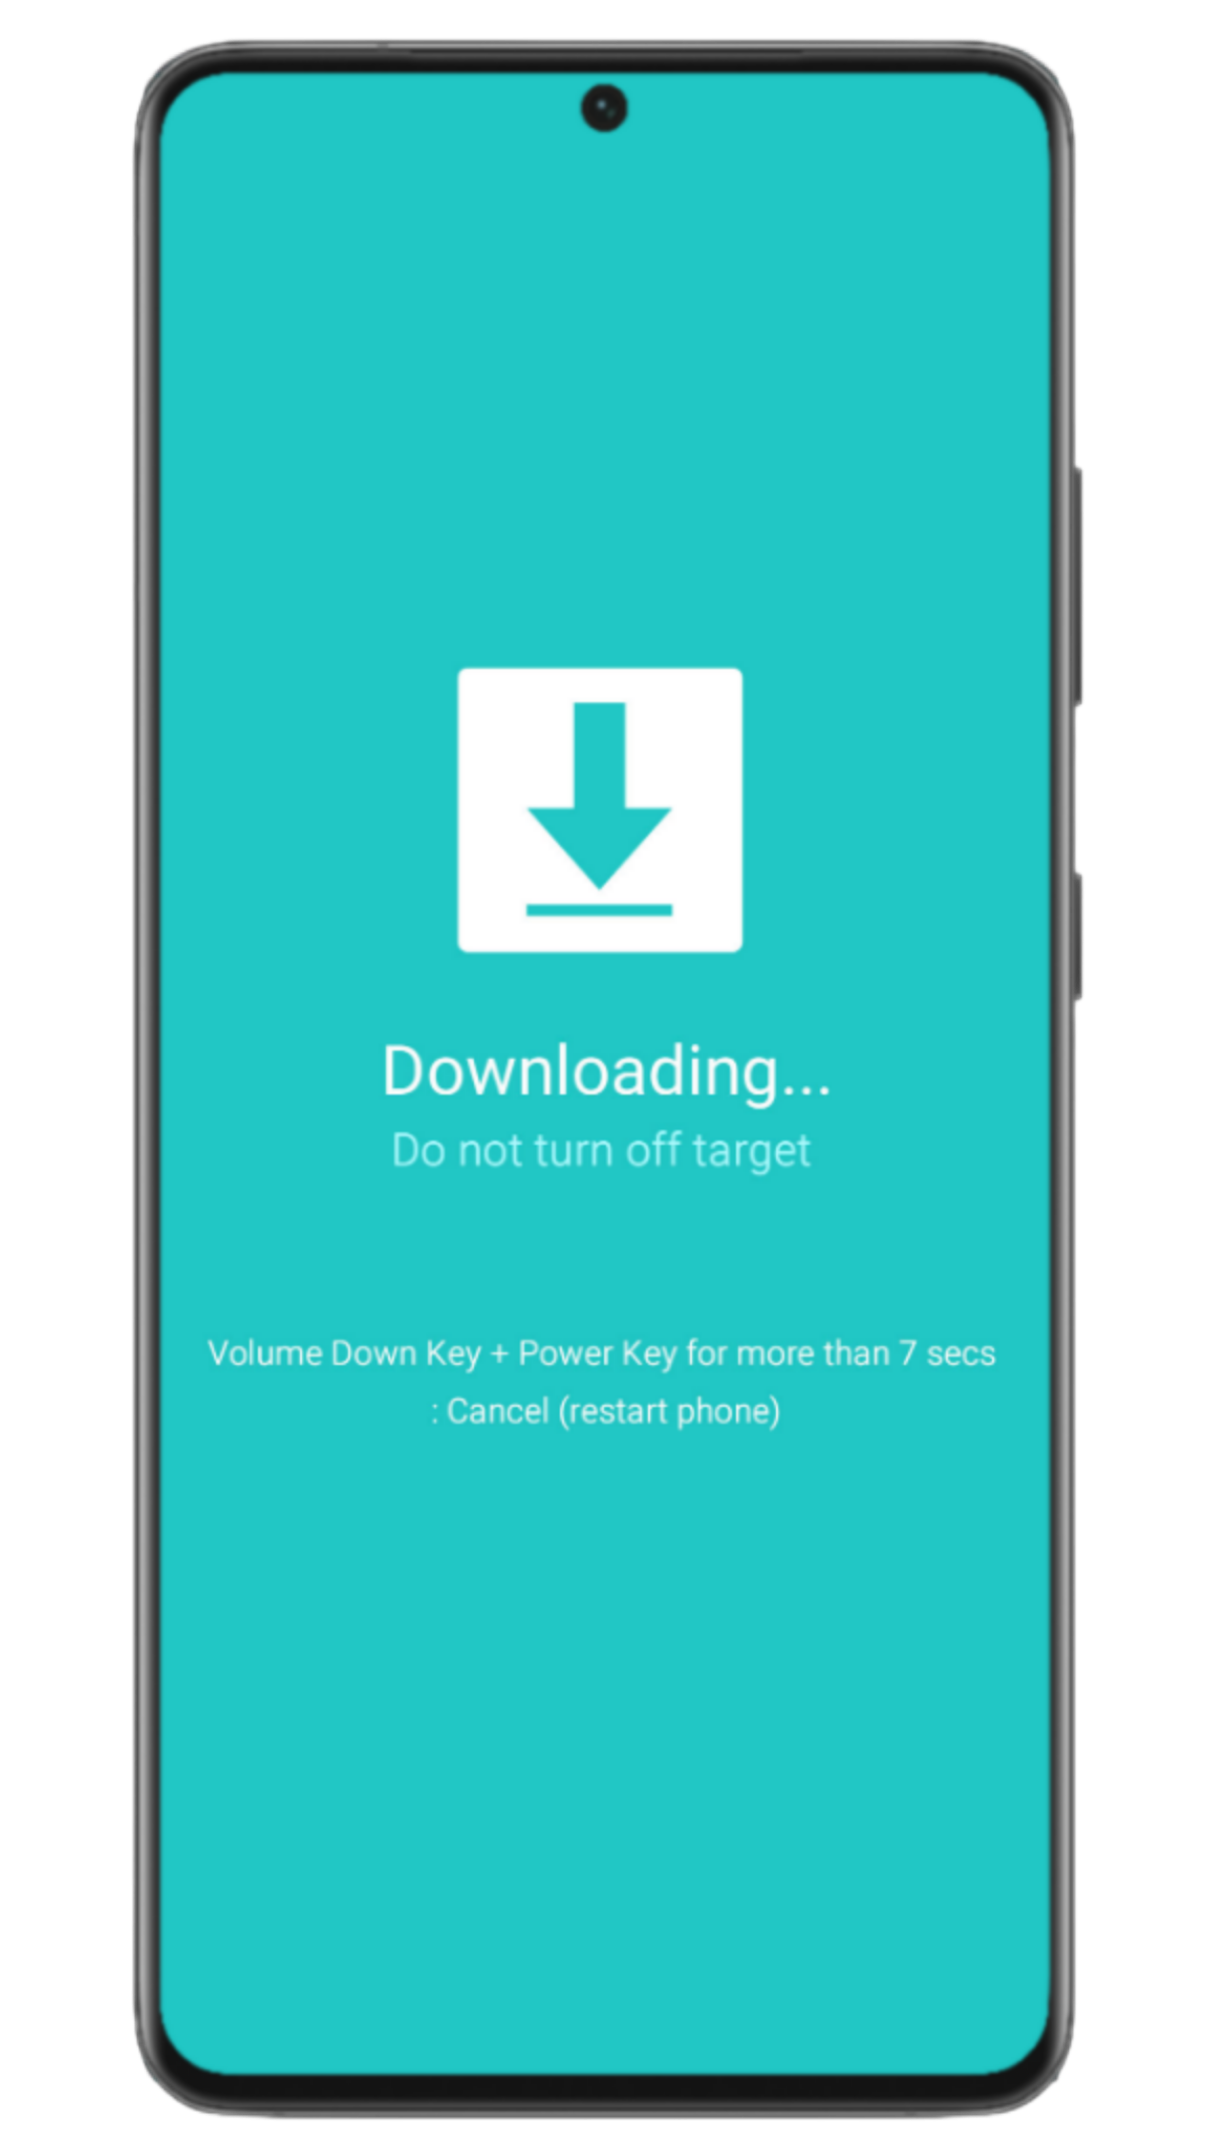 Downloading...
Do not turn off target
Volume Down Key + Power Key for more than 7 secs
: Cancel (restart phone)